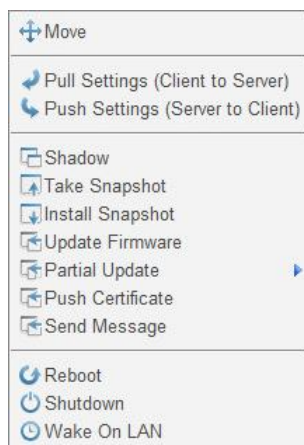 Move
Pull Settings (Client to Server)
Push Settings (Server to Client)
Shadow
Take Snapshot
Install Snapshot
Update Firmware
Partial Update
Push Certificate
Send Message
Reboot
Shutdown
Wake On LAN